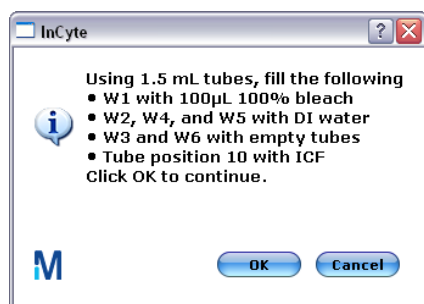 InCyte
Using 1.5 mL tubes, fill the following
• W1 with 100µL 100% bleach
• W2, W4, and W5 with DI water
• W3 and W6 with empty tubes
• Tube position 10 with ICF
Click OK to continue.
M
OK Cancel